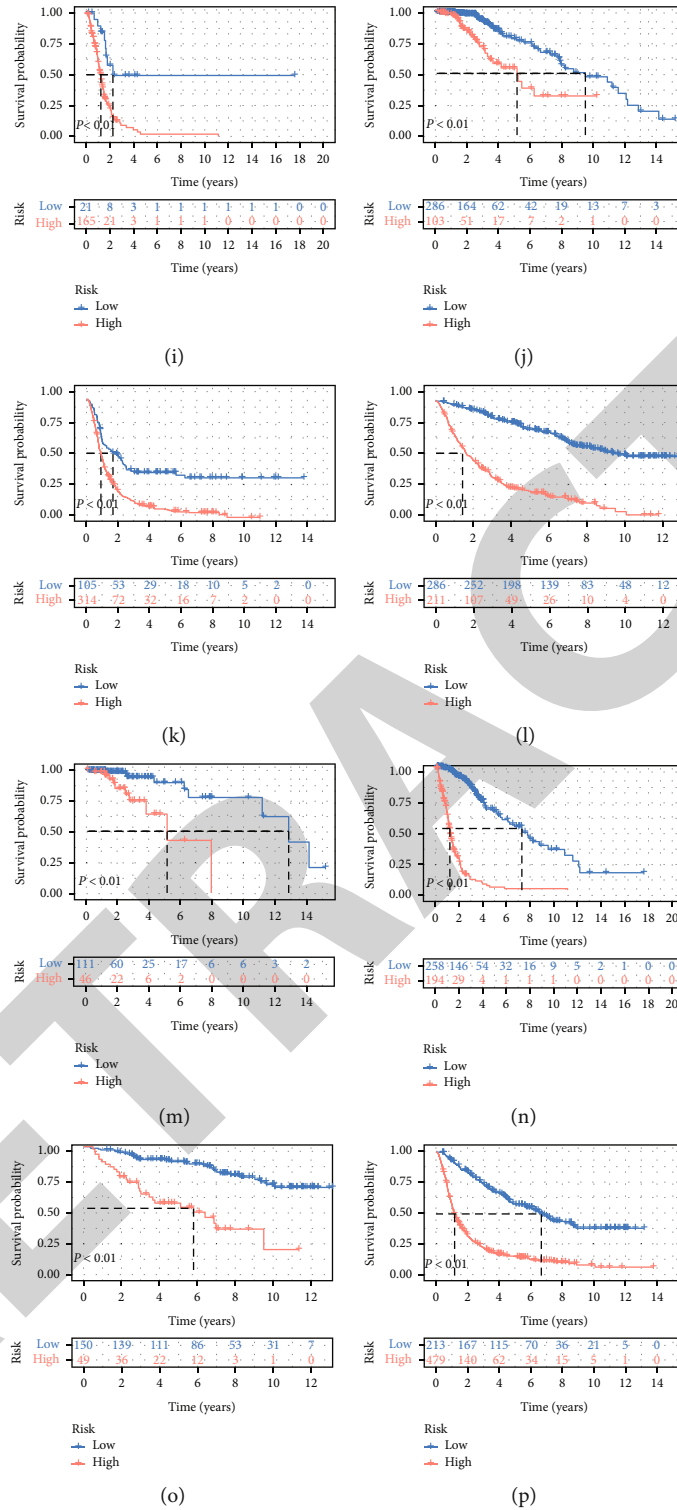 1.00
0.75
0.50
0.25
0.00
Survival probability
P < 0.01
0 2 4 6 8 10 12 14 16 18 20
Time (years)
Risk
Low 21 8 3 1 1 1 1 1 1 0 0
High 165 21 3 1 1 1 0 0 0 0 0
0 2 4 6 8 10 12 14 16 18 20
Time (years)
Risk
Low
High
(i)
1.00
0.75
0.50
0.25
0.00
Survival probability
P < 0.01
0 2 4 6 8 10 12 14
Time (years)
Risk
Low 286 164 62 42 19 13 7 3
High 103 51 17 7 2 1 0 0
0 2 4 6 8 10 12 14
Time (years)
Risk
Low
High
(j)
1.00
0.75
0.50
0.25
0.00
Survival probability
P < 0.01
0 2 4 6 8 10 12 14
Time (years)
Risk
Low 105 53 29 18 10 5 2 0
High 314 72 32 16 7 2 0 0
0 2 4 6 8 10 12 14
Time (years)
Risk
Low
High
(k)
1.00
0.75
0.50
0.25
0.00
Survival probability
P < 0.01
0 2 4 6 8 10 12
Time (years)
Risk
Low 286 252 198 139 83 48 12
High 211 107 49 26 10 4 0
0 2 4 6 8 10 12
Time (years)
Risk
Low
High
(l)
1.00
0.75
0.50
0.25
0.00
Survival probability
P < 0.01
0 2 4 6 8 10 12 14
Time (years)
Risk
Low 111 60 25 17 6 6 3 2
High 46 22 6 2 0 0 0 0
0 2 4 6 8 10 12 14
Time (years)
Risk
Low
High
(m)
1.00
0.75
0.50
0.25
0.00
Survival probability
P < 0.01
0 2 4 6 8 10 12 14 16 18 20
Time (years)
Risk
Low 258 146 54 32 16 9 5 2 1 0 0
High 194 29 4 1 1 1 0 0 0 0 0
0 2 4 6 8 10 12 14 16 18 20
Time (years)
Risk
Low
High
(n)
1.00
0.75
0.50
0.25
0.00
Survival probability
P < 0.01
0 2 4 6 8 10 12
Time (years)
Risk
Low 150 139 111 86 53 31 7
High 49 36 22 12 3 1 0
0 2 4 6 8 10 12
Time (years)
Risk
Low
High
(o)
1.00
0.75
0.50
0.25
0.00
Survival probability
P < 0.01
0 2 4 6 8 10 12 14
Time (years)
Risk
Low 213 167 115 70 36 21 5 0
High 479 140 62 34 15 5 1 0
0 2 4 6 8 10 12 14
Time (years)
Risk
Low
High
(p)
ETRACT